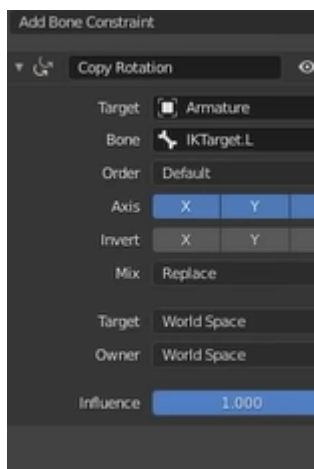 Add Bone Constraint
Copy Rotation
Target Armature
Bone IKTarget.L
Order Default
Axis X Y
Invert X Y
Mix Replace
Target World Space
Owner World Space
Influence 1.000